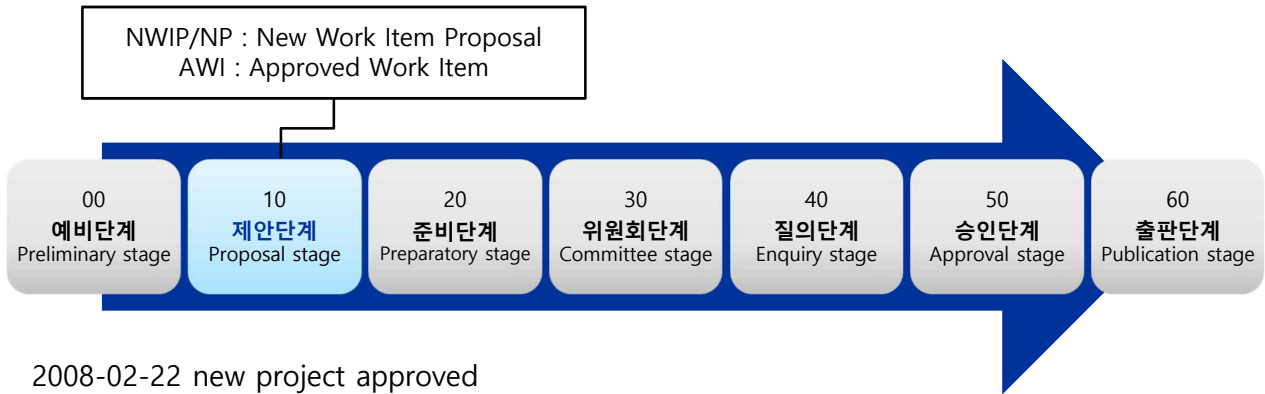 NWIP/NP : New Work Item Proposal
AWI : Approved Work Item
00
예비단계
Preliminary stage
10
제안단계
Proposal stage
20
준비단계
Preparatory stage
30
위원회단계
Committee stage
40
질의단계
Enquiry stage
50
승인단계
Approval stage
60
출판단계
Publication stage
2008-02-22 new project approved